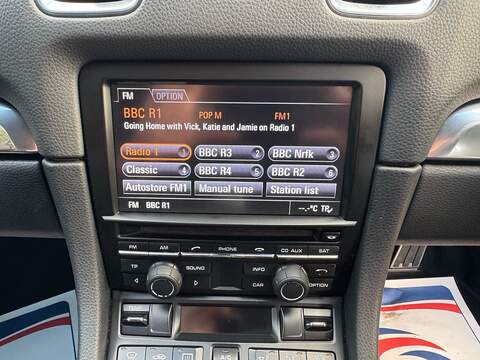 FM OPTION
BBC R1 POP M FM1
Going Home with Vick, Katie and Jamie on Radio 1
Radio 1 1 BBC R3 2 BBC Nrfk 3
Classic 4 BBC R4 5 BBC R2 6
Autostore FM1 Manual tune Station list
FM BBC R1 --.-°C TP
FM AM PHONE CD AUX SAT
TP SOUND INFO
CAR OPTION
A/C